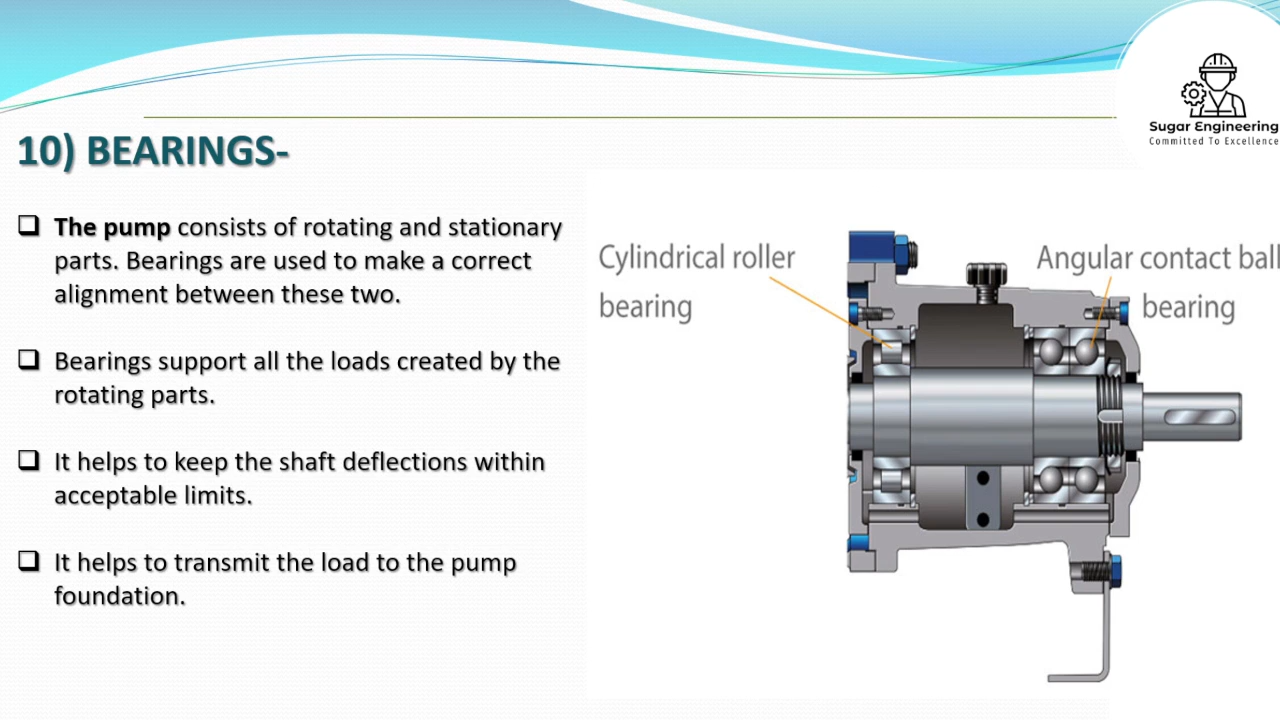 Sugar Engineering
Committed To Excellence
10) BEARINGS-
The pump consists of rotating and stationary
parts. Bearings are used to make a correct
alignment between these two.
Bearings support all the loads created by the
rotating parts.
It helps to keep the shaft deflections within
acceptable limits.
It helps to transmit the load to the pump
foundation.
Cylindrical roller
bearing
Angular contact ball
bearing